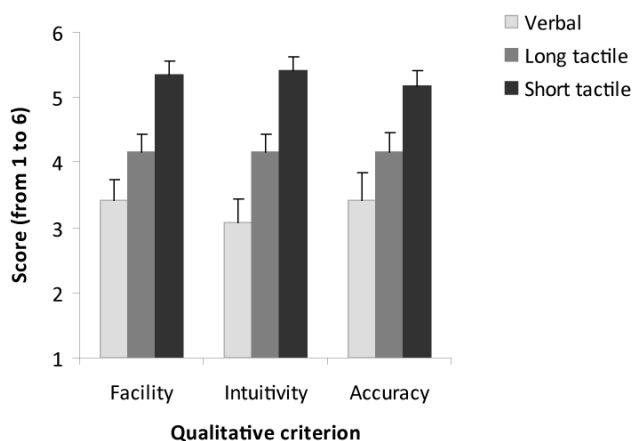 Verbal
Long tactile
Short tactile
6
5
4
3
2
1
Score (from 1 to 6)
Facility Intuitivity Accuracy
Qualitative criterion